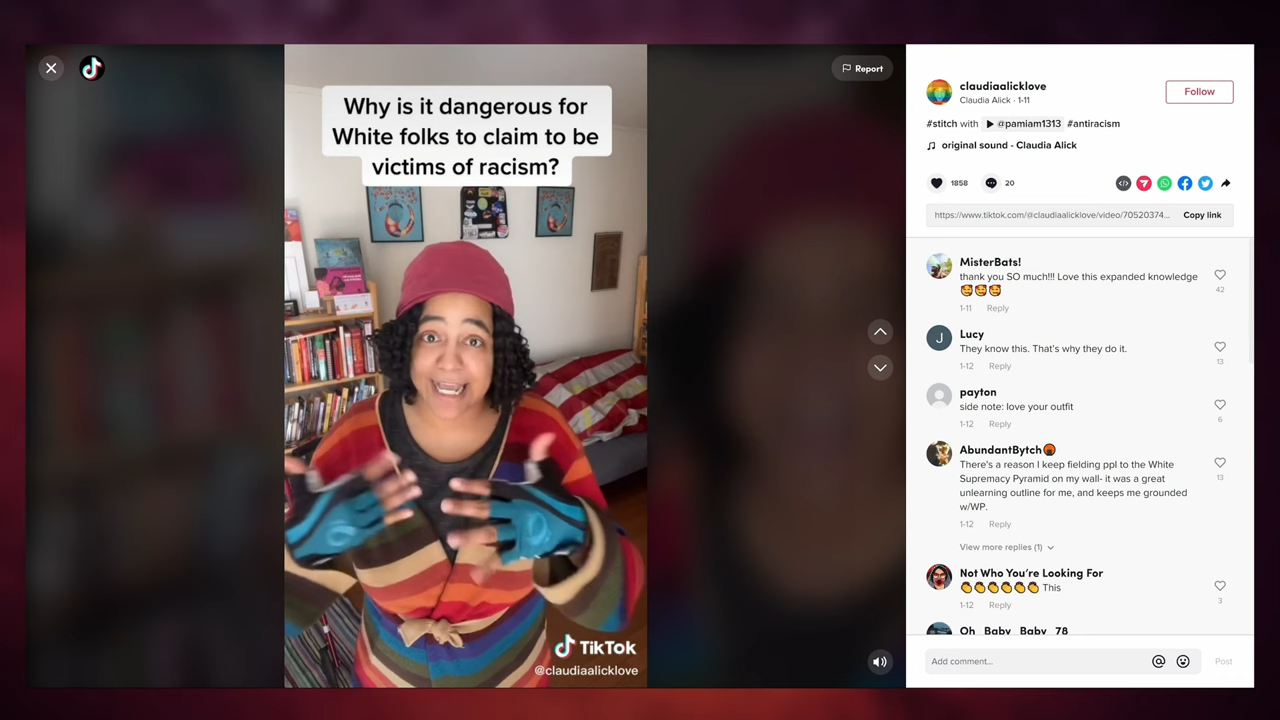 Report
Why is it dangerous for
White folks to claim to be
victims of racism?
TikTok
@claudiaalicklove
claudiaalicklove
Claudia Alick · 1-11
Follow
#stitch with @pamiam1313 #antiracism
original sound - Claudia Alick
1858
20
https://www.tiktok.com/@claudiaalicklove/video/70520374...
Copy link
MisterBats!
thank you SO much!!! Love this expanded knowledge
🥰🥰🥰
42
1-11 Reply
J
Lucy
They know this. That's why they do it.
13
1-12 Reply
payton
side note: love your outfit
6
1-12 Reply
AbundantBytch
There's a reason I keep fielding ppl to the White
Supremacy Pyramid on my wall- it was a great
unlearning outline for me, and keeps me grounded
w/WP.
13
1-12 Reply
View more replies (1)
Not Who You're Looking For
👏👏👏👏👏👏 This
3
1-12 Reply
Oh_Baby_Baby_78
Add comment...
Post